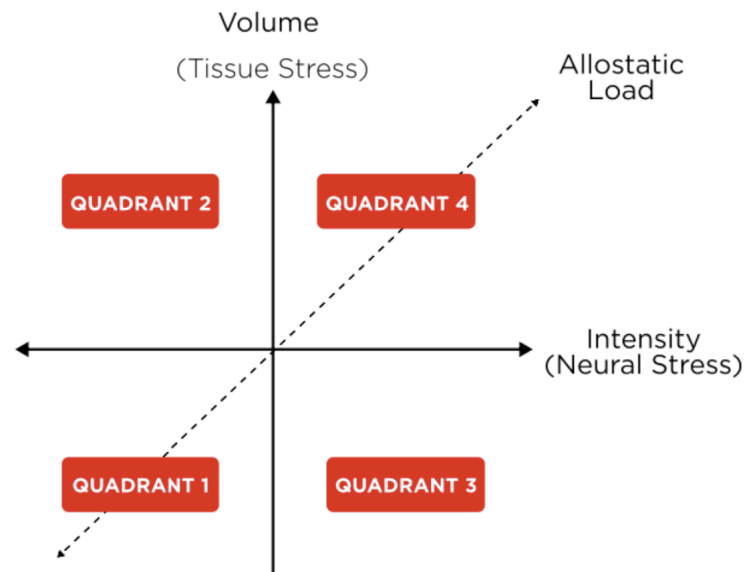 Volume
(Tissue Stress)
Allostatic
Load
QUADRANT 2
QUADRANT 4
Intensity
(Neural Stress)
QUADRANT 1
QUADRANT 3